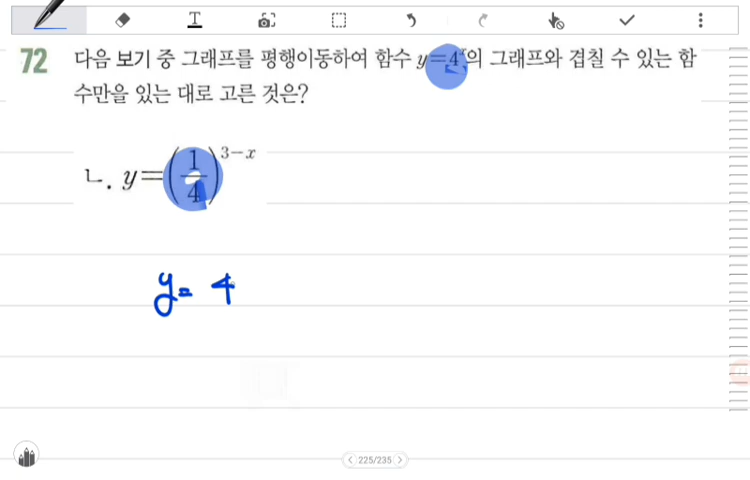 72 다음 보기 중 그래프를 평행이동하여 함수 y=4ˣ의 그래프와 겹칠 수 있는 함
수만을 있는 대로 고른 것은?
ㄴ. y=(1/4)^(3-x)
y= 4
225/235